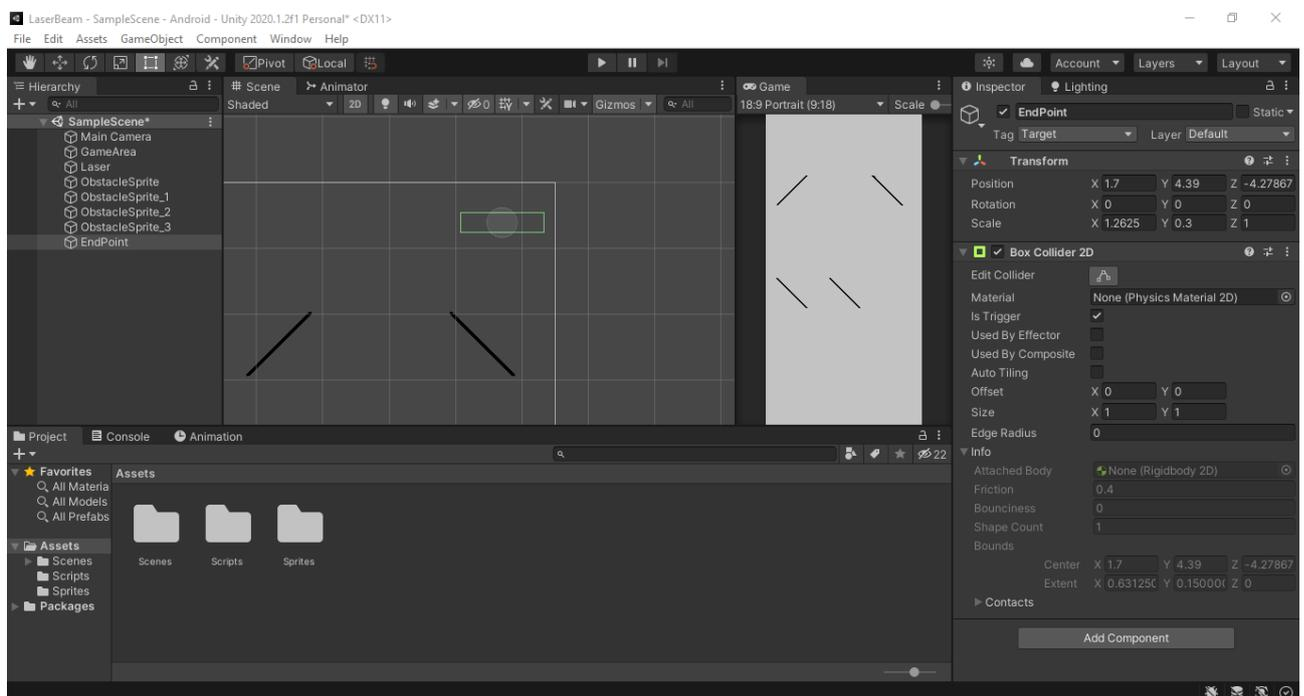 LaserBeam - SampleScene - Android - Unity 2020.1.2f1 Personal* <DX11>
File Edit Assets GameObject Component Window Help
Pivot Local Account Layers Layout
Hierarchy
All
SampleScene*
Main Camera
GameArea
Laser
ObstacleSprite
ObstacleSprite_1
ObstacleSprite_2
ObstacleSprite_3
EndPoint
Scene Animator
Shaded 2D 0 Gizmos All
Game
18:9 Portrait (9:18) Scale
Inspector Lighting
EndPoint Static
Tag Target Layer Default
Transform
Position X 1.7 Y 4.39 Z -4.27867
Rotation X 0 Y 0 Z 0
Scale X 1.2625 Y 0.3 Z 1
Box Collider 2D
Edit Collider
Material None (Physics Material 2D)
Is Trigger
Used By Effector
Used By Composite
Auto Tiling
Offset X 0 Y 0
Size X 1 Y 1
Edge Radius 0
Info
Attached Body None (Rigidbody 2D)
Friction 0.4
Bounciness 0
Shape Count 1
Bounds
Center X 1.7 Y 4.39 Z -4.27867
Extent X 0.63125 Y 0.15000 Z 0
Contacts
Add Component
Project Console Animation
22
Favorites
All Materia
All Models
All Prefabs
Assets
Scenes
Scripts
Sprites
Packages
Assets
Scenes Scripts Sprites